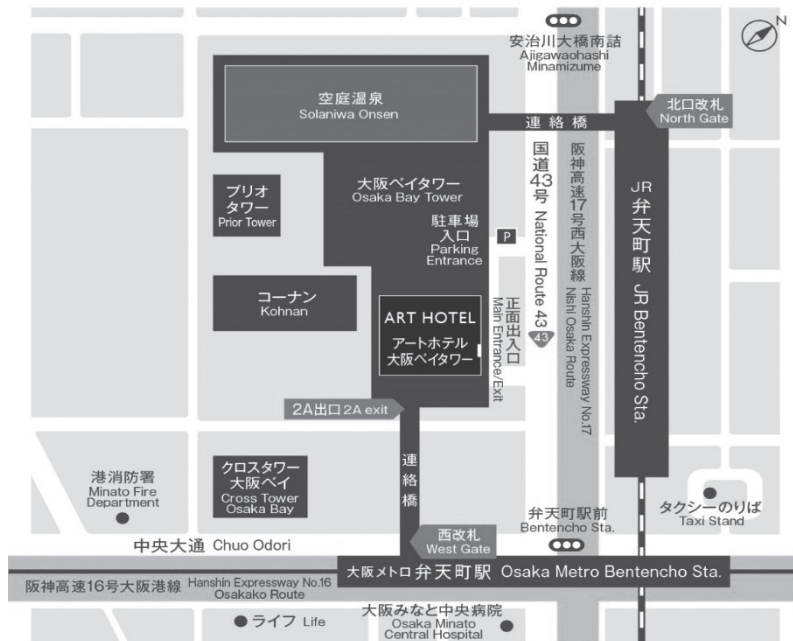 N
安治川大橋南詰
Ajigawaohashi
Minamizume
空庭温泉
Solaniwa Onsen
連絡橋
北口改札
North Gate
ブリオ
タワー
Prior Tower
大阪ベイタワー
Osaka Bay Tower
駐車場
入口
Parking
Entrance
P
国道43号 National Route 43
43
阪神高速17号西大阪線
Hanshin Expressway No.17
Nishi Osaka Route
JR弁天町駅 JR Bentencho Sta.
コーナン
Kohnan
ART HOTEL
アートホテル
大阪ベイタワー
正面出入口
Main Entrance/Exit
2A出口 2A exit
連絡橋
港消防署
Minato Fire
Department
クロスタワー
大阪ベイ
Cross Tower
Osaka Bay
西改札
West Gate
弁天町駅前
Bentencho Sta.
タクシーのりば
Taxi Stand
中央大通 Chuo Odori
大阪メトロ弁天町駅 Osaka Metro Bentencho Sta.
阪神高速16号大阪港線 Hanshin Expressway No.16
Osakako Route
ライフ Life
大阪みなと中央病院
Osaka Minato
Central Hospital